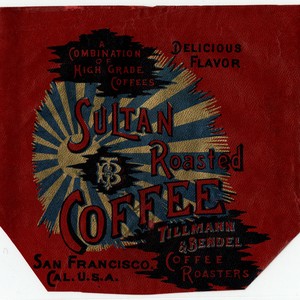 A
COMBINATION
OF
HIGH GRADE
COFFEES
DELICIOUS
FLAVOR
SULTAN
Roasted
COFFEE
TILLMANN
& BENDEL
COFFEE
ROASTERS
SAN FRANCISCO,
CAL. U.S.A.